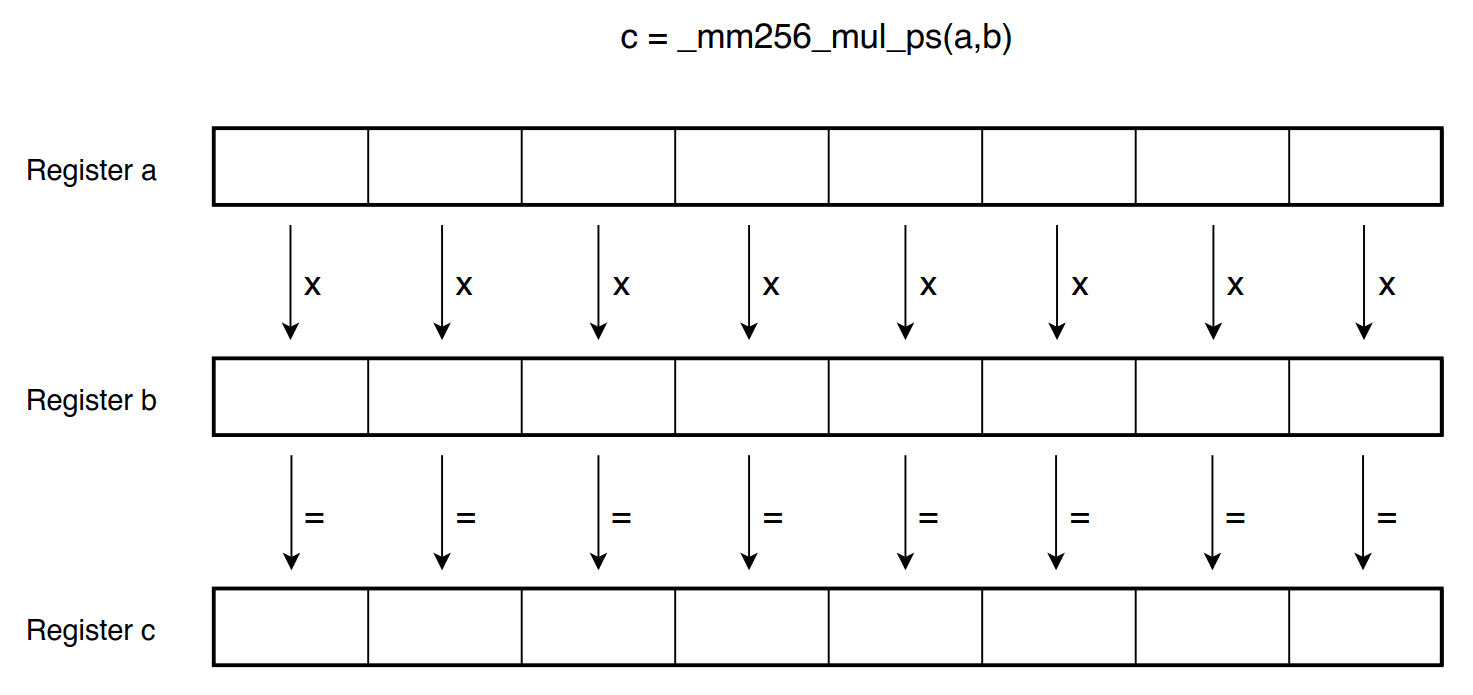 c = _mm256_mul_ps(a,b)
Register a
x x x x x x x x
Register b
= = = = = = = =
Register c